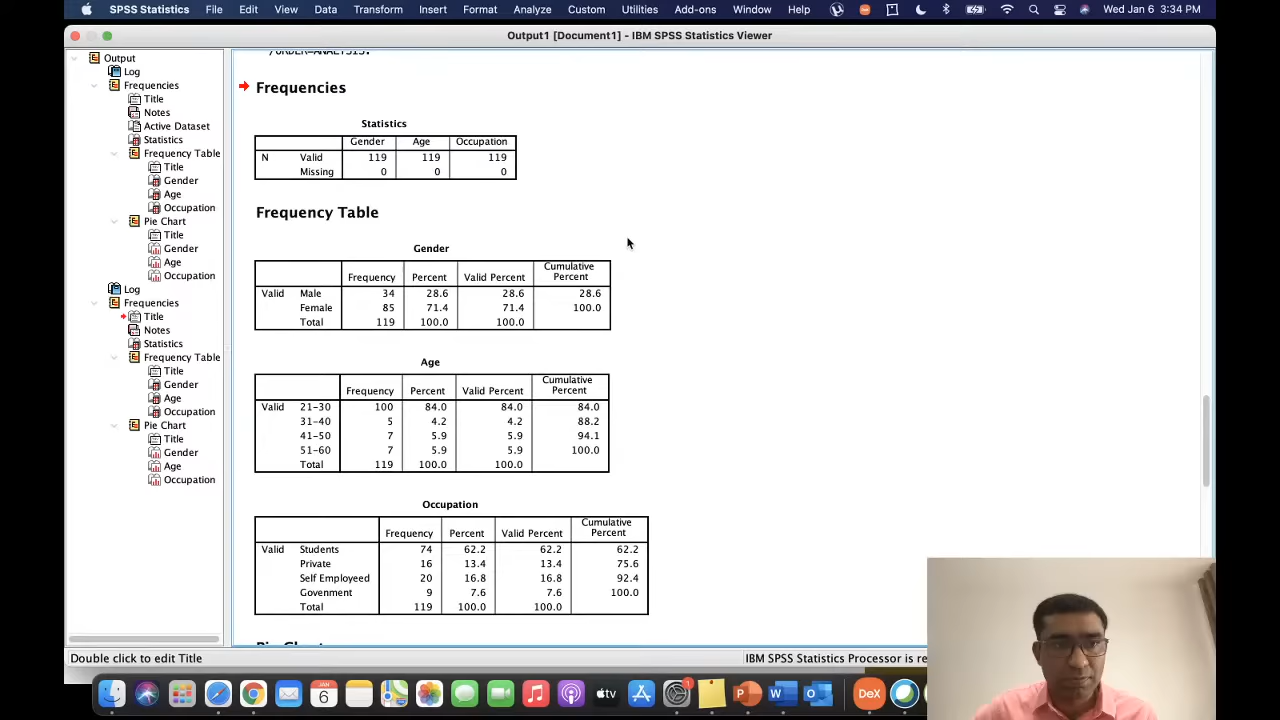 SPSS Statistics File Edit View Data Transform Insert Format Analyze Custom Utilities Add-ons Window Help Wed Jan 6 3:34 PM
Output1 [Document1] - IBM SPSS Statistics Viewer
Output
Log
Frequencies
Title
Notes
Active Dataset
Statistics
Frequency Table
Title
Gender
Age
Occupation
Pie Chart
Title
Gender
Age
Occupation
Log
Frequencies
Title
Notes
Statistics
Frequency Table
Title
Gender
Age
Occupation
Pie Chart
Title
Gender
Age
Occupation
/ORDER=ANALYSIS.
Frequencies
Statistics
Gender Age Occupation
N Valid 119 119 119
Missing 0 0 0
Frequency Table
Gender
Frequency Percent Valid Percent Cumulative Percent
Valid Male 34 28.6 28.6 28.6
Female 85 71.4 71.4 100.0
Total 119 100.0 100.0
Age
Frequency Percent Valid Percent Cumulative Percent
Valid 21-30 100 84.0 84.0 84.0
31-40 5 4.2 4.2 88.2
41-50 7 5.9 5.9 94.1
51-60 7 5.9 5.9 100.0
Total 119 100.0 100.0
Occupation
Frequency Percent Valid Percent Cumulative Percent
Valid Students 74 62.2 62.2 62.2
Private 16 13.4 13.4 75.6
Self Employeed 20 16.8 16.8 92.4
Govenment 9 7.6 7.6 100.0
Total 119 100.0 100.0
Double click to edit Title IBM SPSS Statistics Processor is re
JAN 6 tv 1 P W O DeX